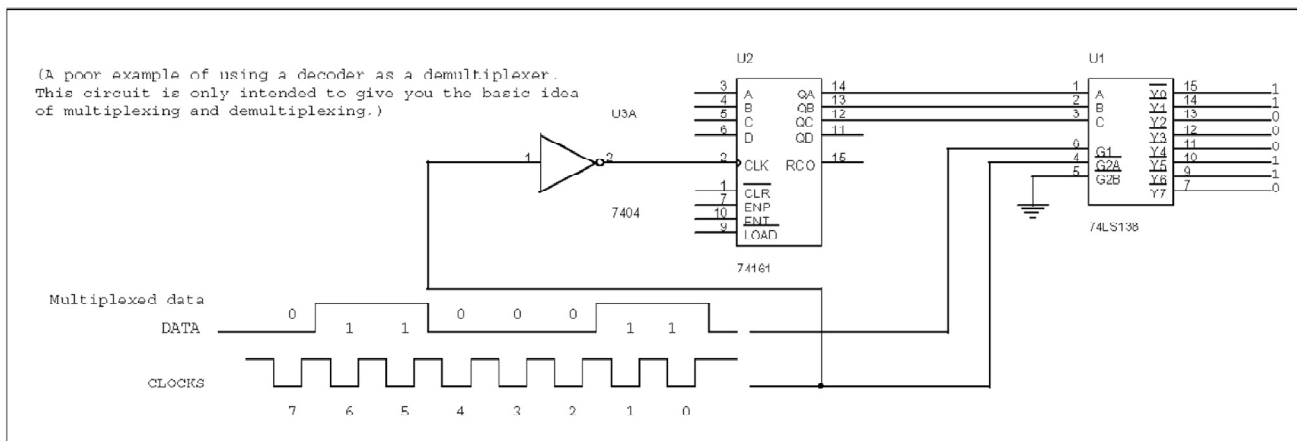 (A poor example of using a decoder as a demultiplexer.
This circuit is only intended to give you the basic idea
of multiplexing and demultiplexing.)
U3A
1
2
7404
U2
3 A QA 14
4 B QB 13
5 C QC 12
6 D QD 11
2 CLK RCO 15
1 CLR
7 ENP
10 ENT
9 LOAD
74161
U1
1 A Y0 15 1
2 B Y1 14 1
3 C Y2 13 0
Y3 12 0
6 G1 Y4 11 0
4 G2A Y5 10 1
5 G2B Y6 9 1
Y7 7 0
74LS138
Multiplexed data
DATA 0 1 1 0 0 0 1 1
CLOCKS
7 6 5 4 3 2 1 0